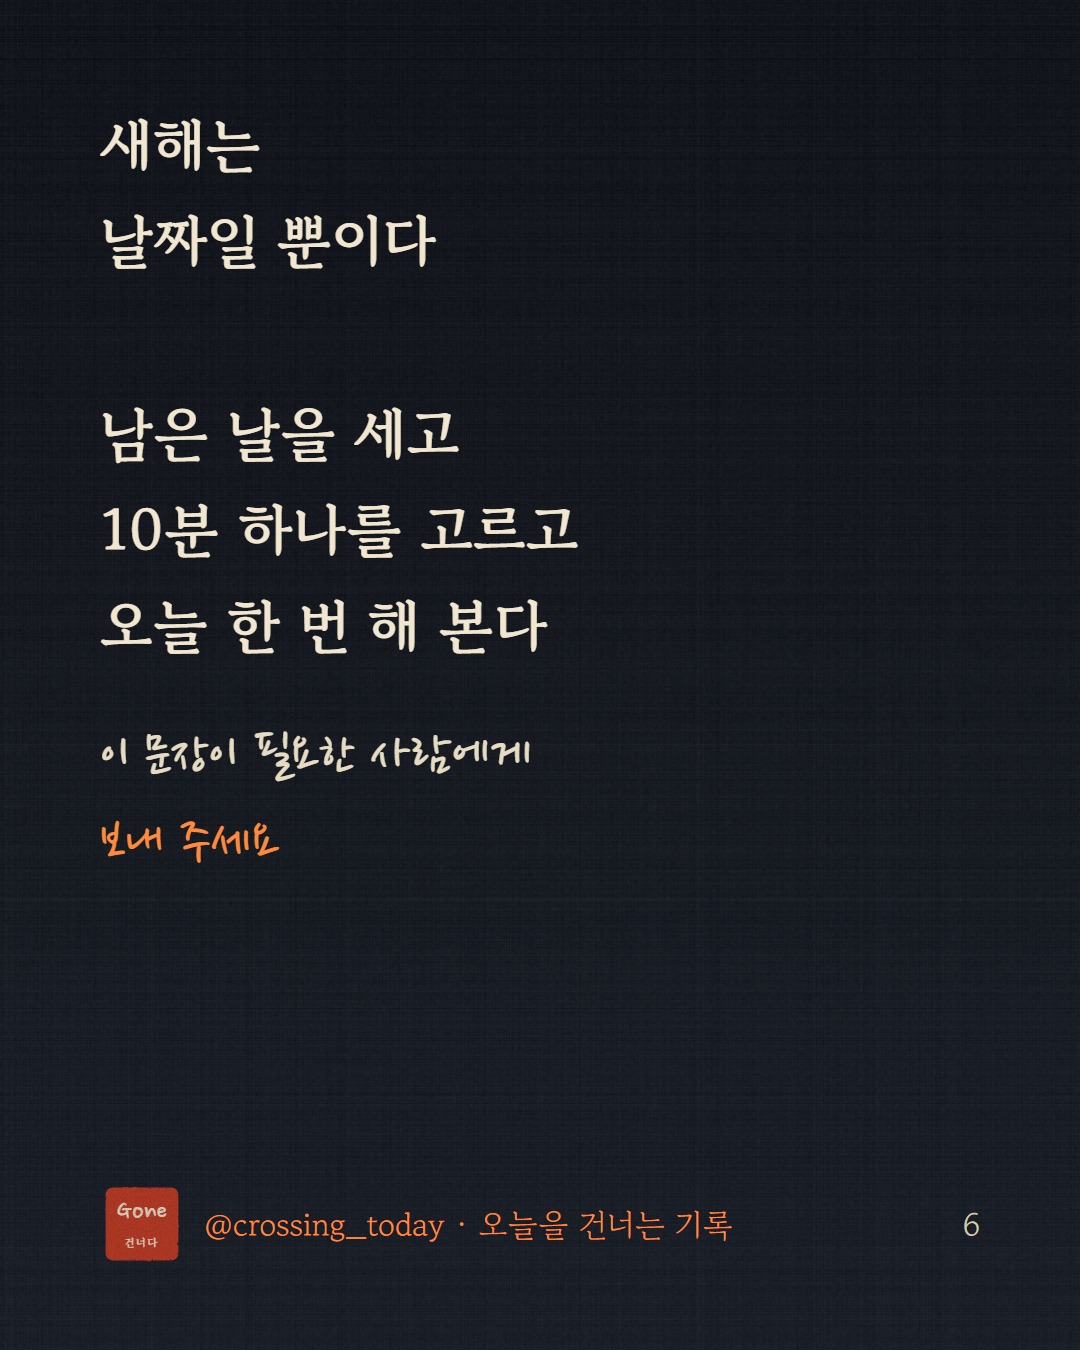 새해는
날짜일 뿐이다
남은 날을 세고
10분 하나를 고르고
오늘 한 번 해 본다
이 문장이 필요한 사람에게
보내 주세요
Gone
건너다
@crossing_today · 오늘을 건너는 기록
6